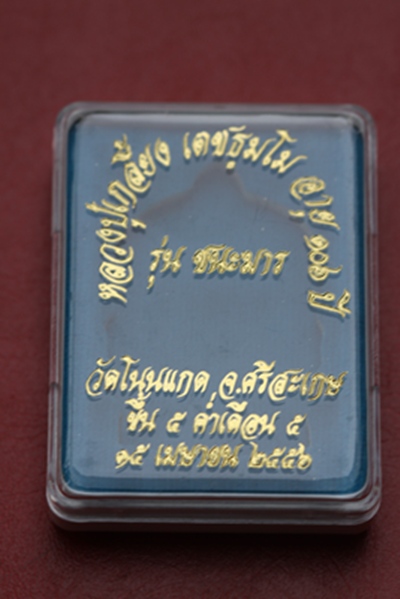 หลวงปู่เกลี้ยง เตชธฺมโม อายุ ๑๐๖ ปี
รุ่น ชนะมาร
วัดโนนแกด จ.ศรีสะเกษ
ขึ้น ๕ ค่ำเดือน ๕
๑๕ เมษายน ๒๕๕๖